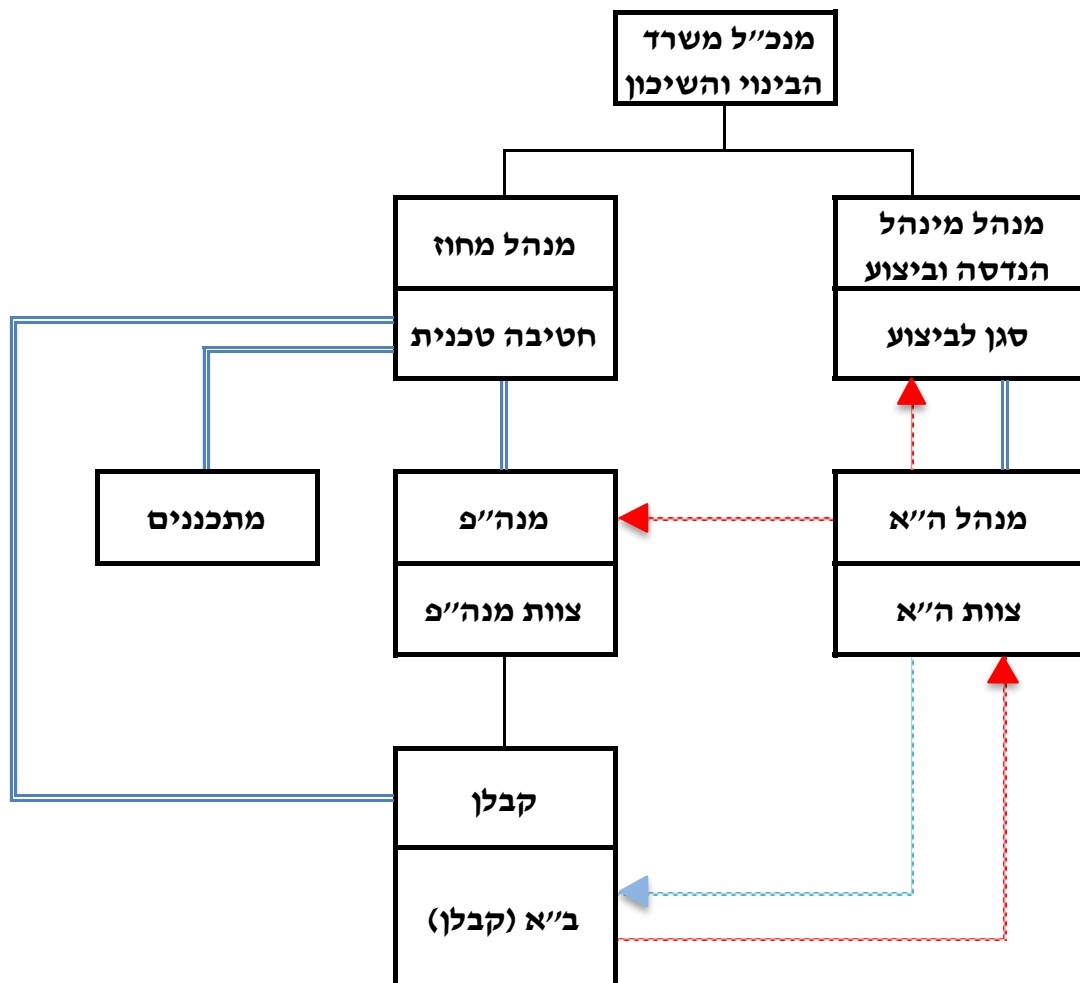 מנכ״ל משרד
הבינוי והשיכון
מנהל מינהל
הנדסה וביצוע
סגן לביצוע
מנהל מחוז
חטיבה טכנית
מנהל ה״א
צוות ה״א
מנה״פ
צוות מנה״פ
מתכננים
קבלן
ב״א (קבלן)